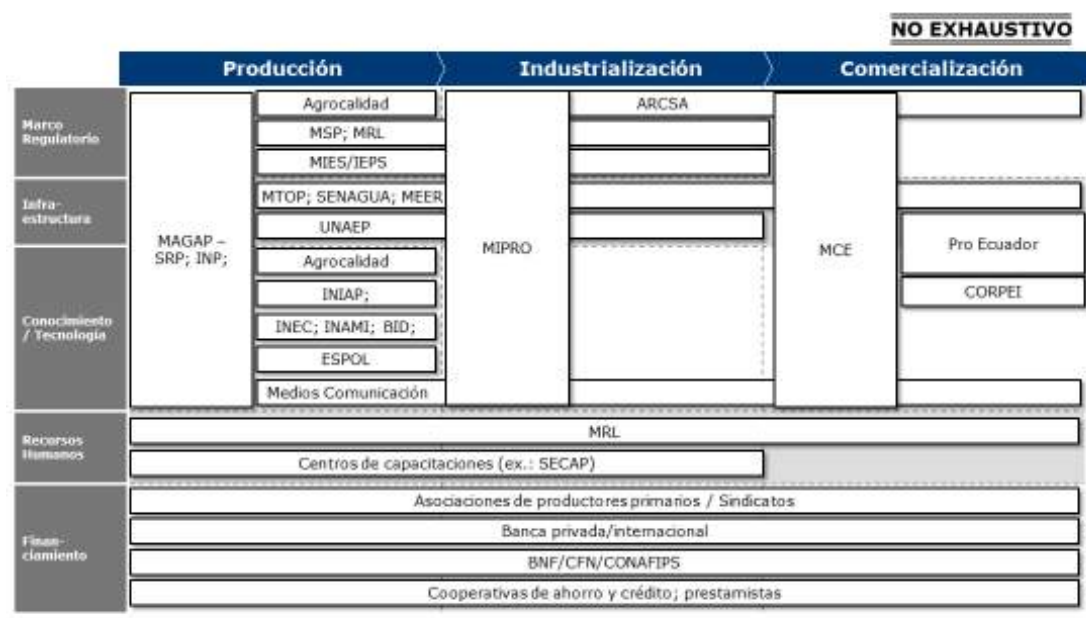 NO EXHAUSTIVO
Producción
Industrialización
Comercialización
Marco
Regulatorio
Agrocalidad
ARCSA
MSP; MRL
MIES/IEPS
Infra-
estructura
MTOP; SENAGUA; MEER
UNAEP
MAGAP –
SRP; INP;
MIPRO
MCE
Pro Ecuador
CORPEI
Conocimiento
/ Tecnología
Agrocalidad
INIAP;
INEC; INAMI; BID;
ESPOL
Medios Comunicación
Recursos
Humanos
MRL
Centros de capacitaciones (ex.: SECAP)
Finan-
ciamiento
Asociaciones de productores primarios / Sindicatos
Banca privada/internacional
BNF/CFN/CONAFIPS
Cooperativas de ahorro y crédito; prestamistas